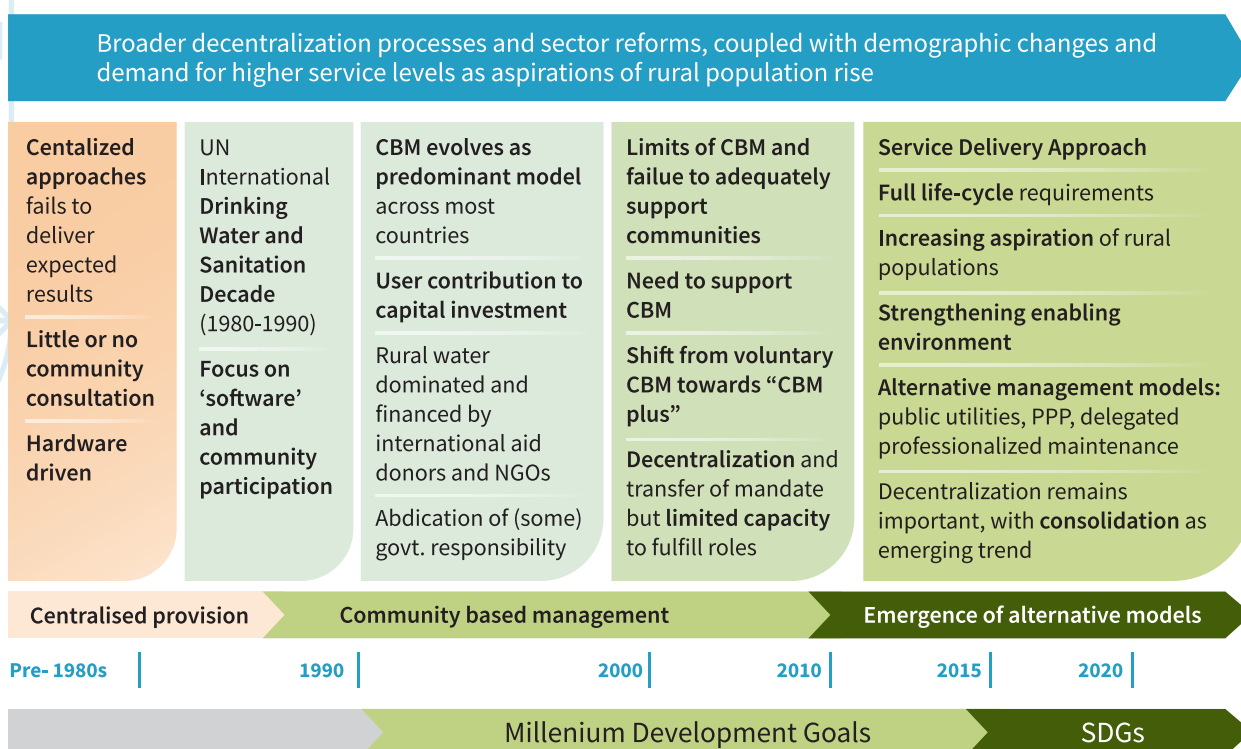 Broader decentralization processes and sector reforms, coupled with demographic changes and
demand for higher service levels as aspirations of rural population rise
Centalized
approaches
fails to
deliver
expected
results
Little or no
community
consultation
Hardware
driven
UN
International
Drinking
Water and
Sanitation
Decade
(1980-1990)
Focus on
‘software’
and
community
participation
CBM evolves as
predominant model
across most
countries
User contribution to
capital investment
Rural water
dominated and
financed by
international aid
donors and NGOs
Abdication of (some)
govt. responsibility
Limits of CBM and
failue to adequately
support
communities
Need to support
CBM
Shift from voluntary
CBM towards “CBM
plus”
Decentralization and
transfer of mandate
but limited capacity
to fulfill roles
Service Delivery Approach
Full life-cycle requirements
Increasing aspiration of rural
populations
Strengthening enabling
environment
Alternative management models:
public utilities, PPP, delegated
professionalized maintenance
Decentralization remains
important, with consolidation as
emerging trend
Centralised provision
Community based management
Emergence of alternative models
Pre- 1980s
1990
2000
2010
2015
2020
Millenium Development Goals
SDGs